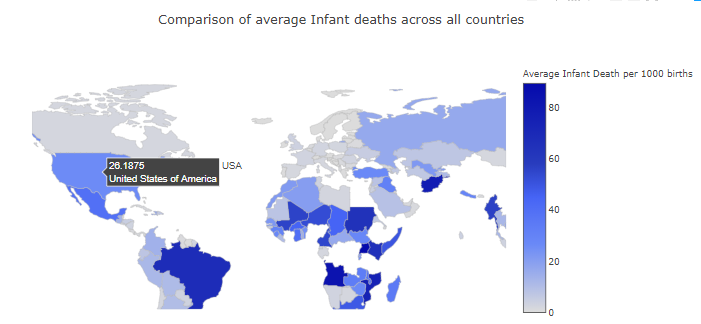 Comparison of average Infant deaths across all countries
Average Infant Death per 1000 births
80
60
40
20
0
26.1875
United States of America
USA